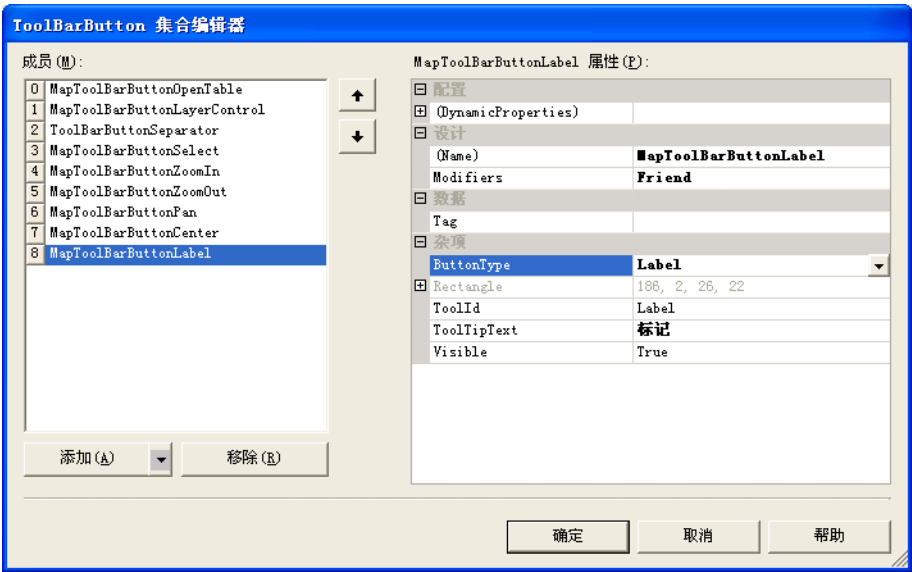 ToolBarButton 集合编辑器
成员(M):
0 MapToolBarButtonOpenTable
1 MapToolBarButtonLayerControl
2 ToolBarButtonSeparator
3 MapToolBarButtonSelect
4 MapToolBarButtonZoomIn
5 MapToolBarButtonZoomOut
6 MapToolBarButtonPan
7 MapToolBarButtonCenter
8 MapToolBarButtonLabel
添加(A)
移除(R)
MapToolBarButtonLabel 属性(P):
配置
(DynamicProperties)
设计
(Name) MapToolBarButtonLabel
Modifiers Friend
数据
Tag
杂项
ButtonType Label
Rectangle 186, 2, 26, 22
ToolId Label
ToolTipText 标记
Visible True
确定
取消
帮助